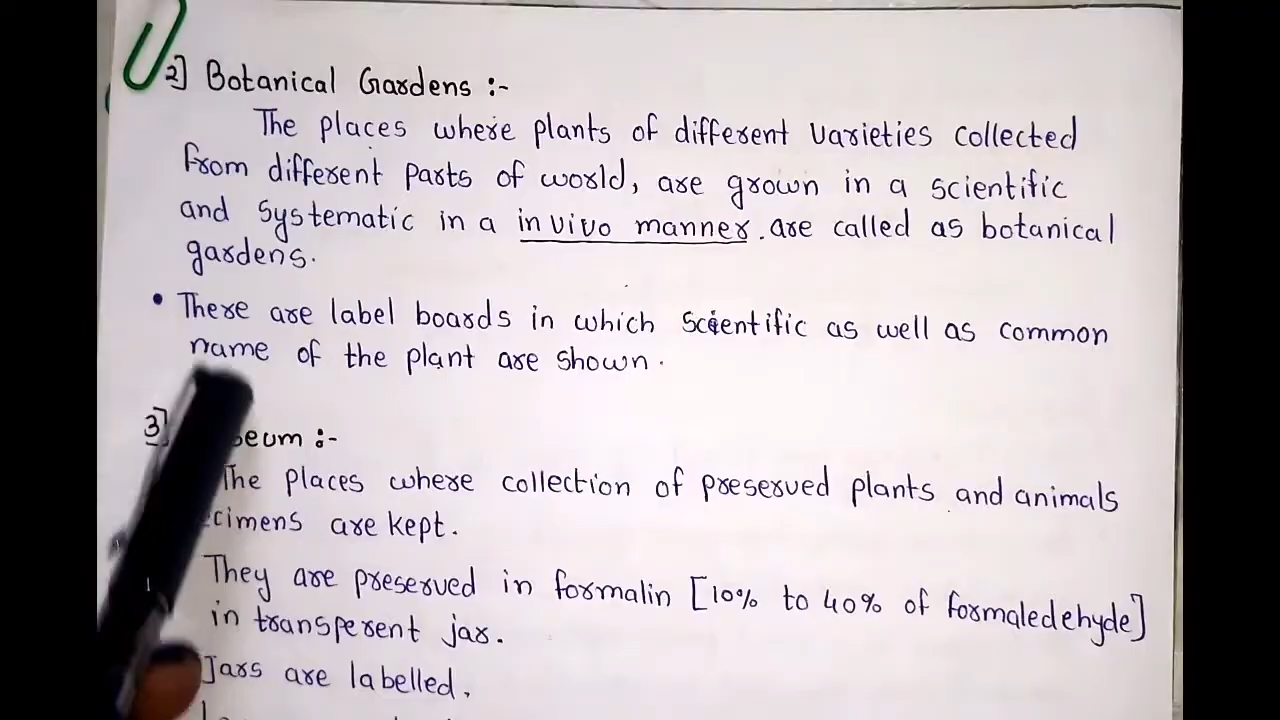 2] Botanical Gardens :-
The places where plants of different varieties collected
from different parts of world, are grown in a scientific
and systematic in a in vivo manner. are called as botanical
gardens.
• There are label boards in which scientific as well as common
name of the plant are shown.
3] :-
The places where collection of preserved plants and animals
are kept.
They are preserved in formalin [10% to 40% of formaledehyde]
in transperent jar.
Jars are labelled.